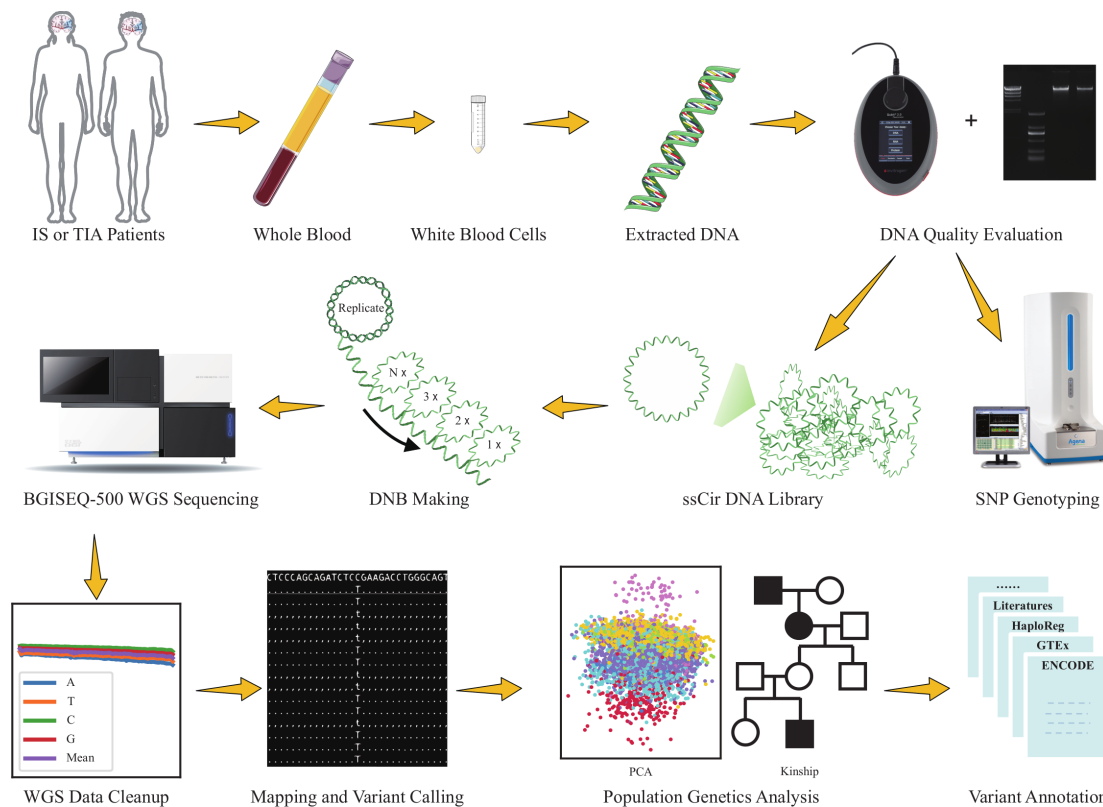 IS or TIA Patients
Whole Blood
White Blood Cells
Extracted DNA
+
DNA Quality Evaluation
Replicate
N x
3 x
2 x
1 x
Agena
BGISEQ-500 WGS Sequencing
DNB Making
ssCir DNA Library
SNP Genotyping
CTCCCAGCAGATCTCCGAAGACCTGGGCAGT
T
T
T
T
T
T
T
T
T
T
T
T
T
T
A
T
C
G
Mean
......
Literatures
HaploReg
GTEx
ENCODE
PCA
Kinship
WGS Data Cleanup
Mapping and Variant Calling
Population Genetics Analysis
Variant Annotation